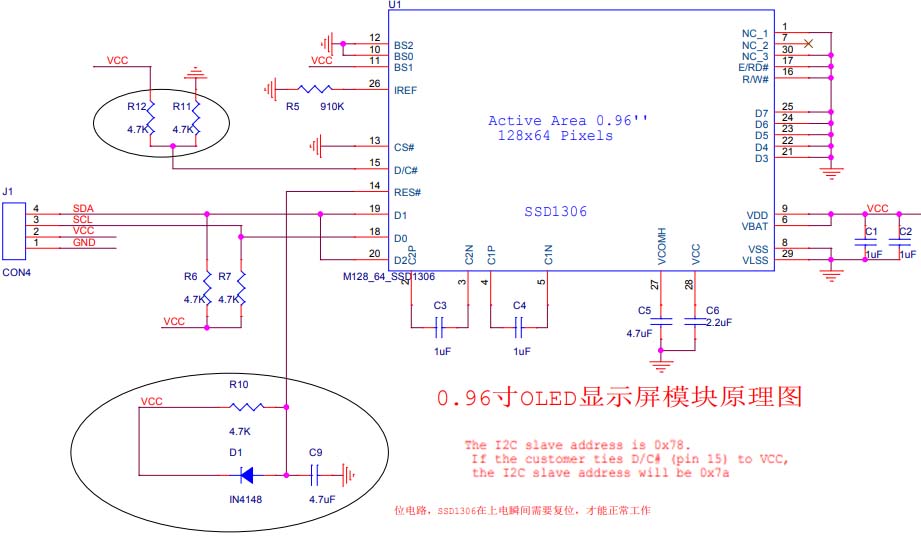 U1
12
BS2
10
BS0
VCC
11
BS1
26
IREF
R5
910K
VCC
R12
R11
4.7K
4.7K
13
CS#
15
D/C#
14
RES#
Active Area 0.96''
128x64 Pixels
SSD1306
NC_1
1
NC_2
7
NC_3
30
E/RD#
17
R/W#
16
D7
25
D6
24
D5
23
D4
22
D3
21
J1
4
SDA
3
SCL
2
VCC
1
GND
CON4
19
D1
18
D0
20
D2
VDD
9
VCC
VBAT
6
C1
C2
VSS
8
1uF
1uF
VLSS
29
M128_64_SSD1306
C2P
C2N
C1P
C1N
VCOMH
VCC
2
3
4
5
27
28
R6
R7
4.7K
4.7K
VCC
C3
1uF
C4
1uF
C5
4.7uF
C6
2.2uF
R10
VCC
4.7K
D1
C9
IN4148
4.7uF
0.96寸OLED显示屏模块原理图
The I2C slave address is 0x78.
If the customer ties D/C# (pin 15) to VCC,
the I2C slave address will be 0x7a
位电路，SSD1306在上电瞬间需要复位，才能正常工作